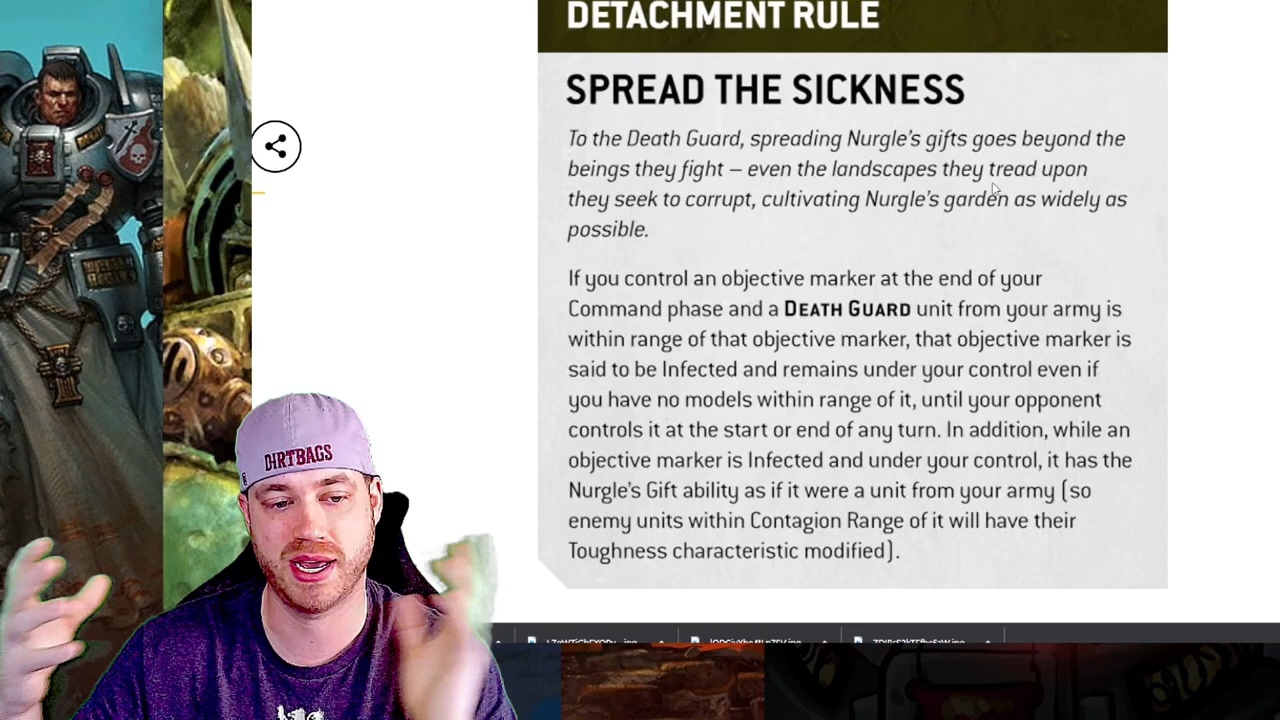 DETACHMENT RULE
SPREAD THE SICKNESS
To the Death Guard, spreading Nurgle's gifts goes beyond the
beings they fight – even the landscapes they tread upon
they seek to corrupt, cultivating Nurgle's garden as widely as
possible.
If you control an objective marker at the end of your
Command phase and a DEATH GUARD unit from your army is
within range of that objective marker, that objective marker is
said to be Infected and remains under your control even if
you have no models within range of it, until your opponent
controls it at the start or end of any turn. In addition, while an
objective marker is Infected and under your control, it has the
Nurgle's Gift ability as if it were a unit from your army (so
enemy units within Contagion Range of it will have their
Toughness characteristic modified).
DIRTBAGS